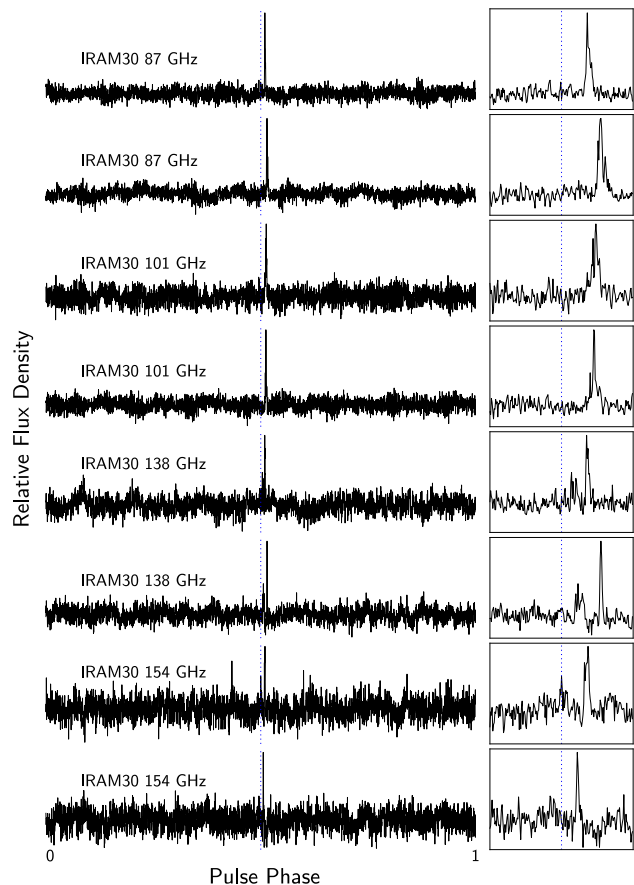 IRAM30 87 GHz
IRAM30 87 GHz
IRAM30 101 GHz
IRAM30 101 GHz
IRAM30 138 GHz
IRAM30 138 GHz
IRAM30 154 GHz
IRAM30 154 GHz
Relative Flux Density
0
1
Pulse Phase